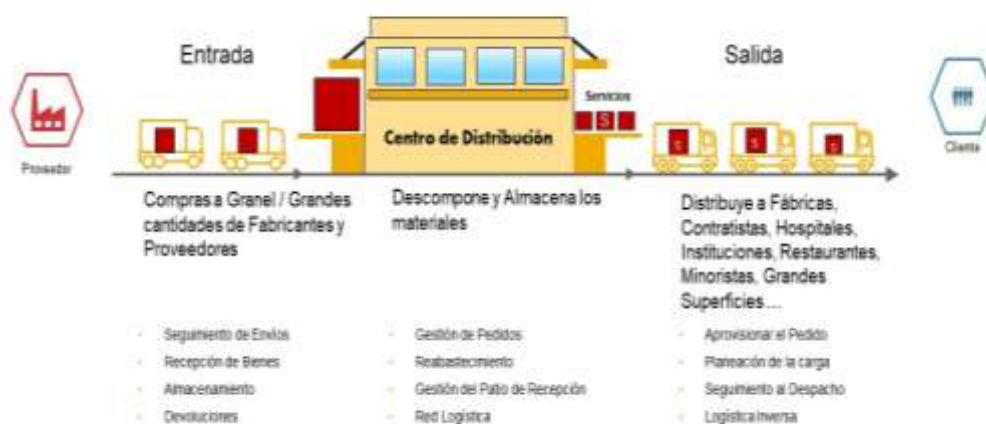 Entrada
Salida
Servicios
S
Centro de Distribución
S
S
S
Proveedor
Cliente
Compras a Granel / Grandes
cantidades de Fabricantes y
Proveedores
Descompone y Almacena los
materiales
Distribuye a Fábricas,
Contratistas, Hospitales,
Instituciones, Restaurantes,
Minoristas, Grandes
Superficies ...
- Seguimiento de Envíos
- Recepción de Bienes
- Almacenamiento
- Devoluciones
- Gestión de Pedidos
- Reabastecimiento
- Gestión del Patio de Recepción
- Red Logística
- Aprovisionar el Pedido
- Planeación de la carga
- Seguimiento al Despacho
- Logística Inversa